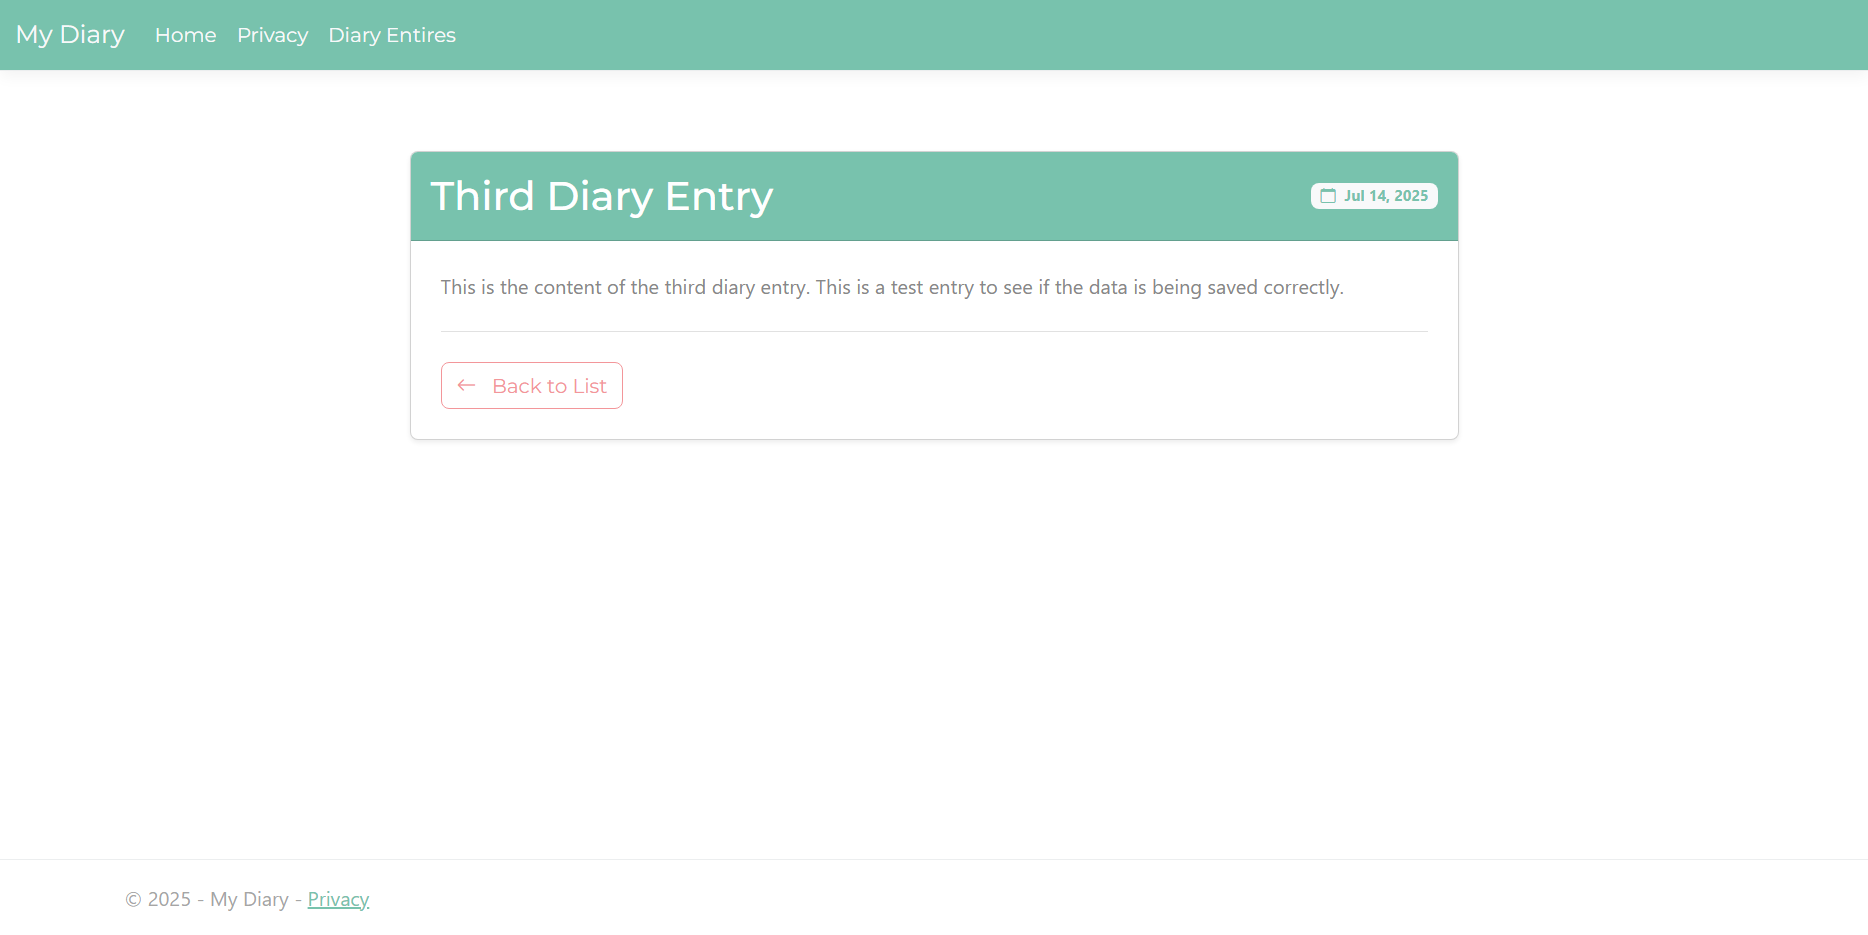 My Diary Home Privacy Diary Entires
Third Diary Entry Jul 14, 2025
This is the content of the third diary entry. This is a test entry to see if the data is being saved correctly.
← Back to List
© 2025 - My Diary - Privacy